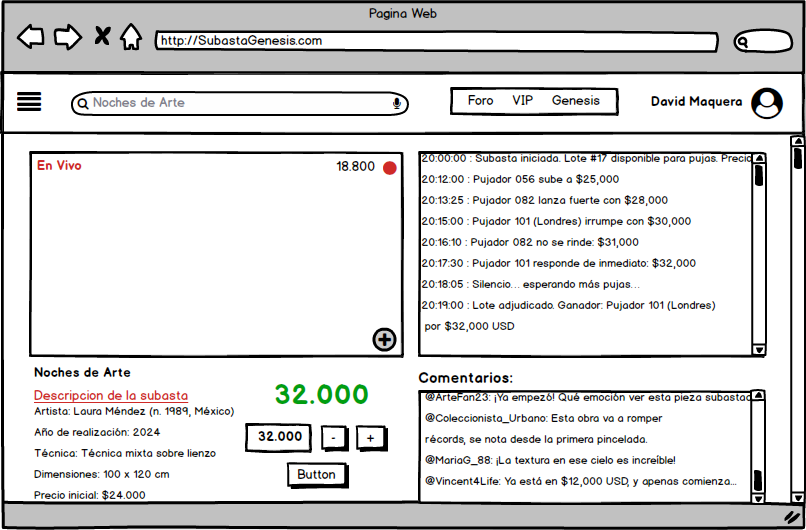 Pagina Web
http://SubastaGenesis.com
Noches de Arte
Foro VIP Genesis
David Maquera
En Vivo
18.800
20:00:00 : Subasta iniciada. Lote #17 disponible para pujas. Precio
20:12:00 : Pujador 056 sube a $25,000
20:13:25 : Pujador 082 lanza fuerte con $28,000
20:15:00 : Pujador 101 (Londres) irrumpe con $30,000
20:16:10 : Pujador 082 no se rinde: $31,000
20:17:30 : Pujador 101 responde de inmediato: $32,000
20:18:05 : Silencio... esperando más pujas...
20:19:00 : Lote adjudicado. Ganador: Pujador 101 (Londres)
por $32,000 USD
Noches de Arte
Descripcion de la subasta
Artista: Laura Méndez (n. 1989, México)
Año de realización: 2024
Técnica: Técnica mixta sobre lienzo
Dimensiones: 100 x 120 cm
Precio inicial: $24.000
32.000
32.000 - +
Button
Comentarios:
@ArteFan23: ¡Ya empezó! Qué emoción ver esta pieza subastad
@Coleccionista_Urbano: Esta obra va a romper
récords, se nota desde la primera pincelada.
@MariaG_88: ¡La textura en ese cielo es increíble!
@Vincent4Life: Ya está en $12,000 USD, y apenas comienza...